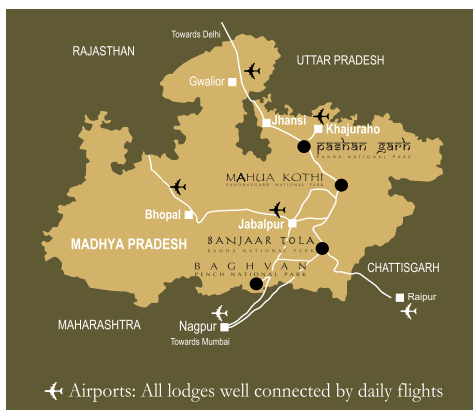 Towards Delhi
RAJASTHAN
UTTAR PRADESH
Gwalior
Jhansi
Khajuraho
pashan garh
PANNA NATIONAL PARK
MAHUA KOTHI
BANDHAVGARH NATIONAL PARK
Bhopal
Jabalpur
MADHYA PRADESH
BANJAAR TOLA
KANHA NATIONAL PARK
BAGHVAN
PENCH NATIONAL PARK
CHATTISGARH
Raipur
MAHARASHTRA
Nagpur
Towards Mumbai
Airports: All lodges well connected by daily flights